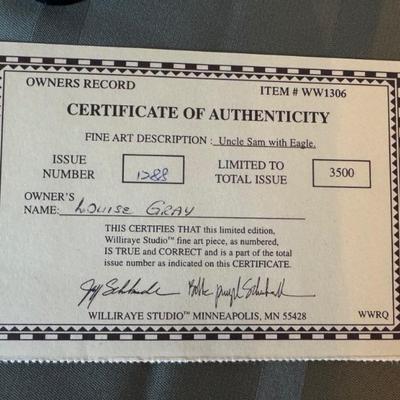 OWNERS RECORD ITEM # WW1306
CERTIFICATE OF AUTHENTICITY
FINE ART DESCRIPTION : Uncle Sam with Eagle.
ISSUE NUMBER 1288 LIMITED TO TOTAL ISSUE 3500
OWNER'S
NAME: LOUISE GRAY
THIS CERTIFIES THAT this limited edition,
Williraye Studio™ fine art piece, as numbered,
IS TRUE and CORRECT and is a part of the total
issue number as indicated on this CERTIFICATE.
WILLIRAYE STUDIO™ MINNEAPOLIS, MN 55428 WWRQ